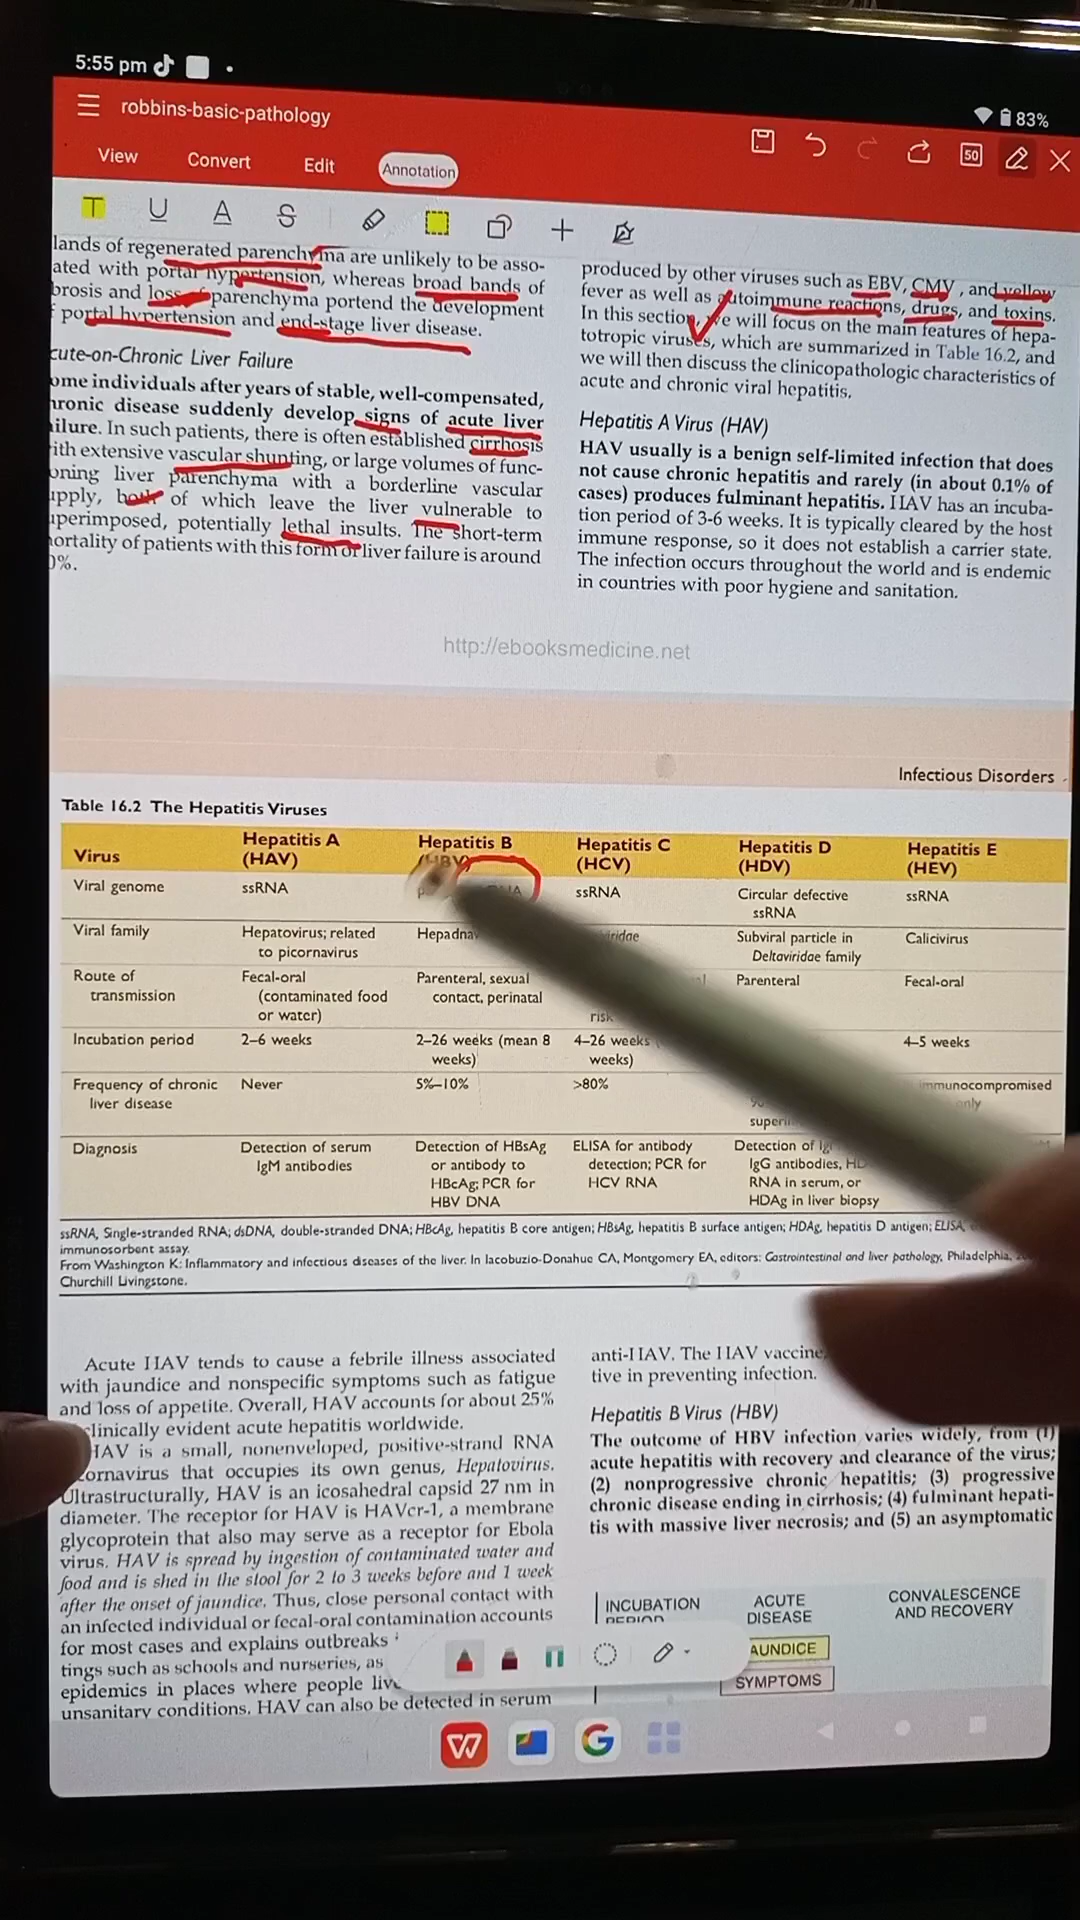 5:55 pm
83%
robbins-basic-pathology
View Convert Edit Annotation
50
lands of regenerated parenchyma are unlikely to be asso-
ated with portal hypertension, whereas broad bands of
brosis and loss of parenchyma portend the development
portal hypertension and end-stage liver disease.
cute-on-Chronic Liver Failure
ome individuals after years of stable, well-compensated,
hronic disease suddenly develop signs of acute liver
ilure. In such patients, there is often established cirrhosis
ith extensive vascular shunting, or large volumes of func-
oning liver parenchyma with a borderline vascular
upply, both of which leave the liver vulnerable to
uperimposed, potentially lethal insults. The short-term
ortality of patients with this form of liver failure is around
0%.
produced by other viruses such as EBV, CMV, and yellow
fever as well as autoimmune reactions, drugs, and toxins.
In this section, we will focus on the main features of hepa-
totropic viruses, which are summarized in Table 16.2, and
we will then discuss the clinicopathologic characteristics of
acute and chronic viral hepatitis.
Hepatitis A Virus (HAV)
HAV usually is a benign self-limited infection that does
not cause chronic hepatitis and rarely (in about 0.1% of
cases) produces fulminant hepatitis. HAV has an incuba-
tion period of 3-6 weeks. It is typically cleared by the host
immune response, so it does not establish a carrier state.
The infection occurs throughout the world and is endemic
in countries with poor hygiene and sanitation.
http://ebooksmedicine.net
Infectious Disorders
Table 16.2 The Hepatitis Viruses
Virus Hepatitis A (HAV) Hepatitis B (HBV) Hepatitis C (HCV) Hepatitis D (HDV) Hepatitis E (HEV)
Viral genome ssRNA ssRNA Circular defective ssRNA ssRNA
Viral family Hepatovirus; related to picornavirus Hepadna viridae Subviral particle in Deltaviridae family Calicivirus
Route of transmission Fecal-oral (contaminated food or water) Parenteral, sexual contact, perinatal risk Parenteral Fecal-oral
Incubation period 2–6 weeks 2–26 weeks (mean 8 weeks) 4–26 weeks weeks) 4–5 weeks
Frequency of chronic liver disease Never 5%–10% >80% superin mmunocompromised only
Diagnosis Detection of serum IgM antibodies Detection of HBsAg or antibody to HBcAg; PCR for HBV DNA ELISA for antibody detection; PCR for HCV RNA Detection of IgG antibodies, HD RNA in serum, or HDAg in liver biopsy
ssRNA, Single-stranded RNA; dsDNA, double-stranded DNA; HBcAg, hepatitis B core antigen; HBsAg, hepatitis B surface antigen; HDAg, hepatitis D antigen; ELISA,
immunosorbent assay.
From Washington K: Inflammatory and infectious diseases of the liver. In Iacobuzio-Donahue CA, Montgomery EA, editors: Gastrointestinal and liver pathology, Philadelphia,
Churchill Livingstone.
Acute HAV tends to cause a febrile illness associated
with jaundice and nonspecific symptoms such as fatigue
and loss of appetite. Overall, HAV accounts for about 25%
clinically evident acute hepatitis worldwide.
HAV is a small, nonenveloped, positive-strand RNA
cornavirus that occupies its own genus, Hepatovirus.
Ultrastructurally, HAV is an icosahedral capsid 27 nm in
diameter. The receptor for HAV is HAVcr-1, a membrane
glycoprotein that also may serve as a receptor for Ebola
virus. HAV is spread by ingestion of contaminated water and
food and is shed in the stool for 2 to 3 weeks before and 1 week
after the onset of jaundice. Thus, close personal contact with
an infected individual or fecal-oral contamination accounts
for most cases and explains outbreaks
tings such as schools and nurseries, as
epidemics in places where people live
unsanitary conditions. HAV can also be detected in serum
anti-HAV. The HAV vaccine,
tive in preventing infection.
Hepatitis B Virus (HBV)
The outcome of HBV infection varies widely, from (1)
acute hepatitis with recovery and clearance of the virus;
(2) nonprogressive chronic hepatitis; (3) progressive
chronic disease ending in cirrhosis; (4) fulminant hepati-
tis with massive liver necrosis; and (5) an asymptomatic
INCUBATION PERIOD
ACUTE DISEASE
CONVALESCENCE AND RECOVERY
AUNDICE
SYMPTOMS